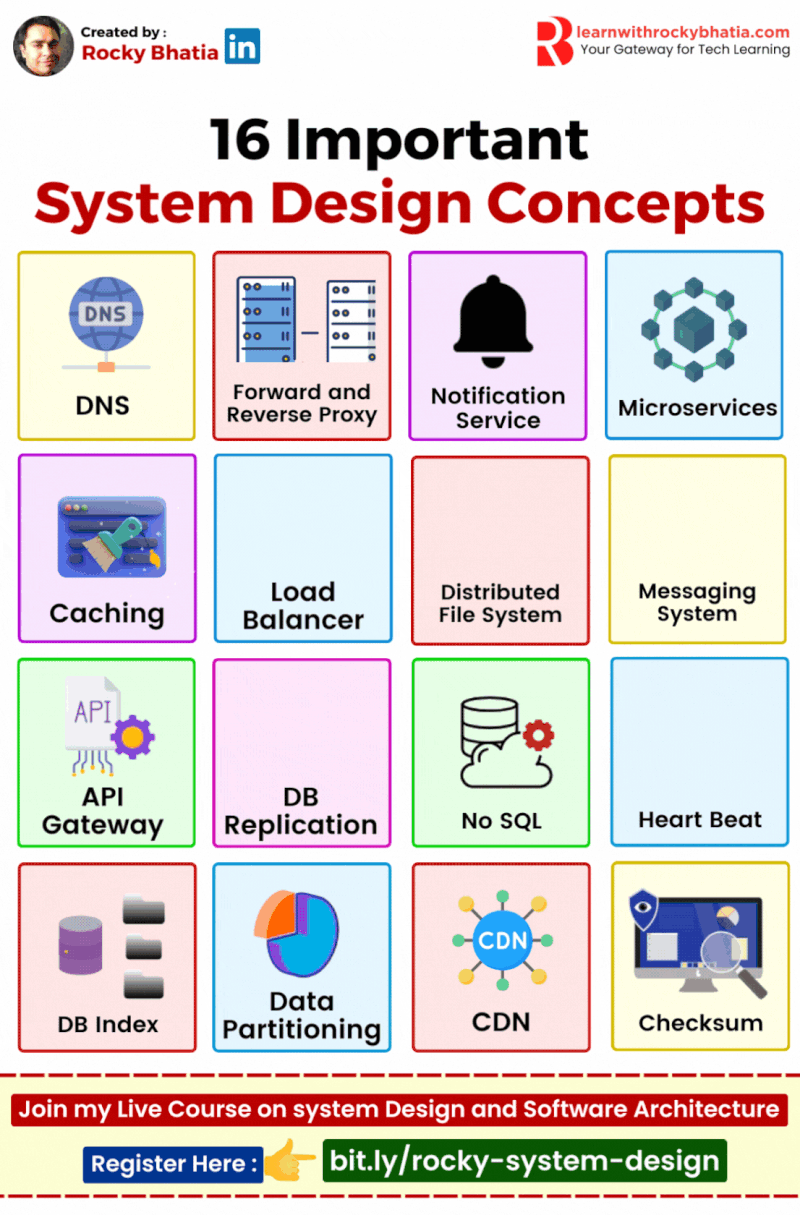 Created by :
Rocky Bhatia in
learnwithrockybhatia.com
Your Gateway for Tech Learning
16 Important
System Design Concepts
DNS
DNS
Forward and
Reverse Proxy
Notification
Service
Microservices
Caching
Load
Balancer
Distributed
File System
Messaging
System
API
API
Gateway
DB
Replication
No SQL
Heart Beat
DB Index
Data
Partitioning
CDN
CDN
Checksum
Join my Live Course on system Design and Software Architecture
Register Here :
bit.ly/rocky-system-design